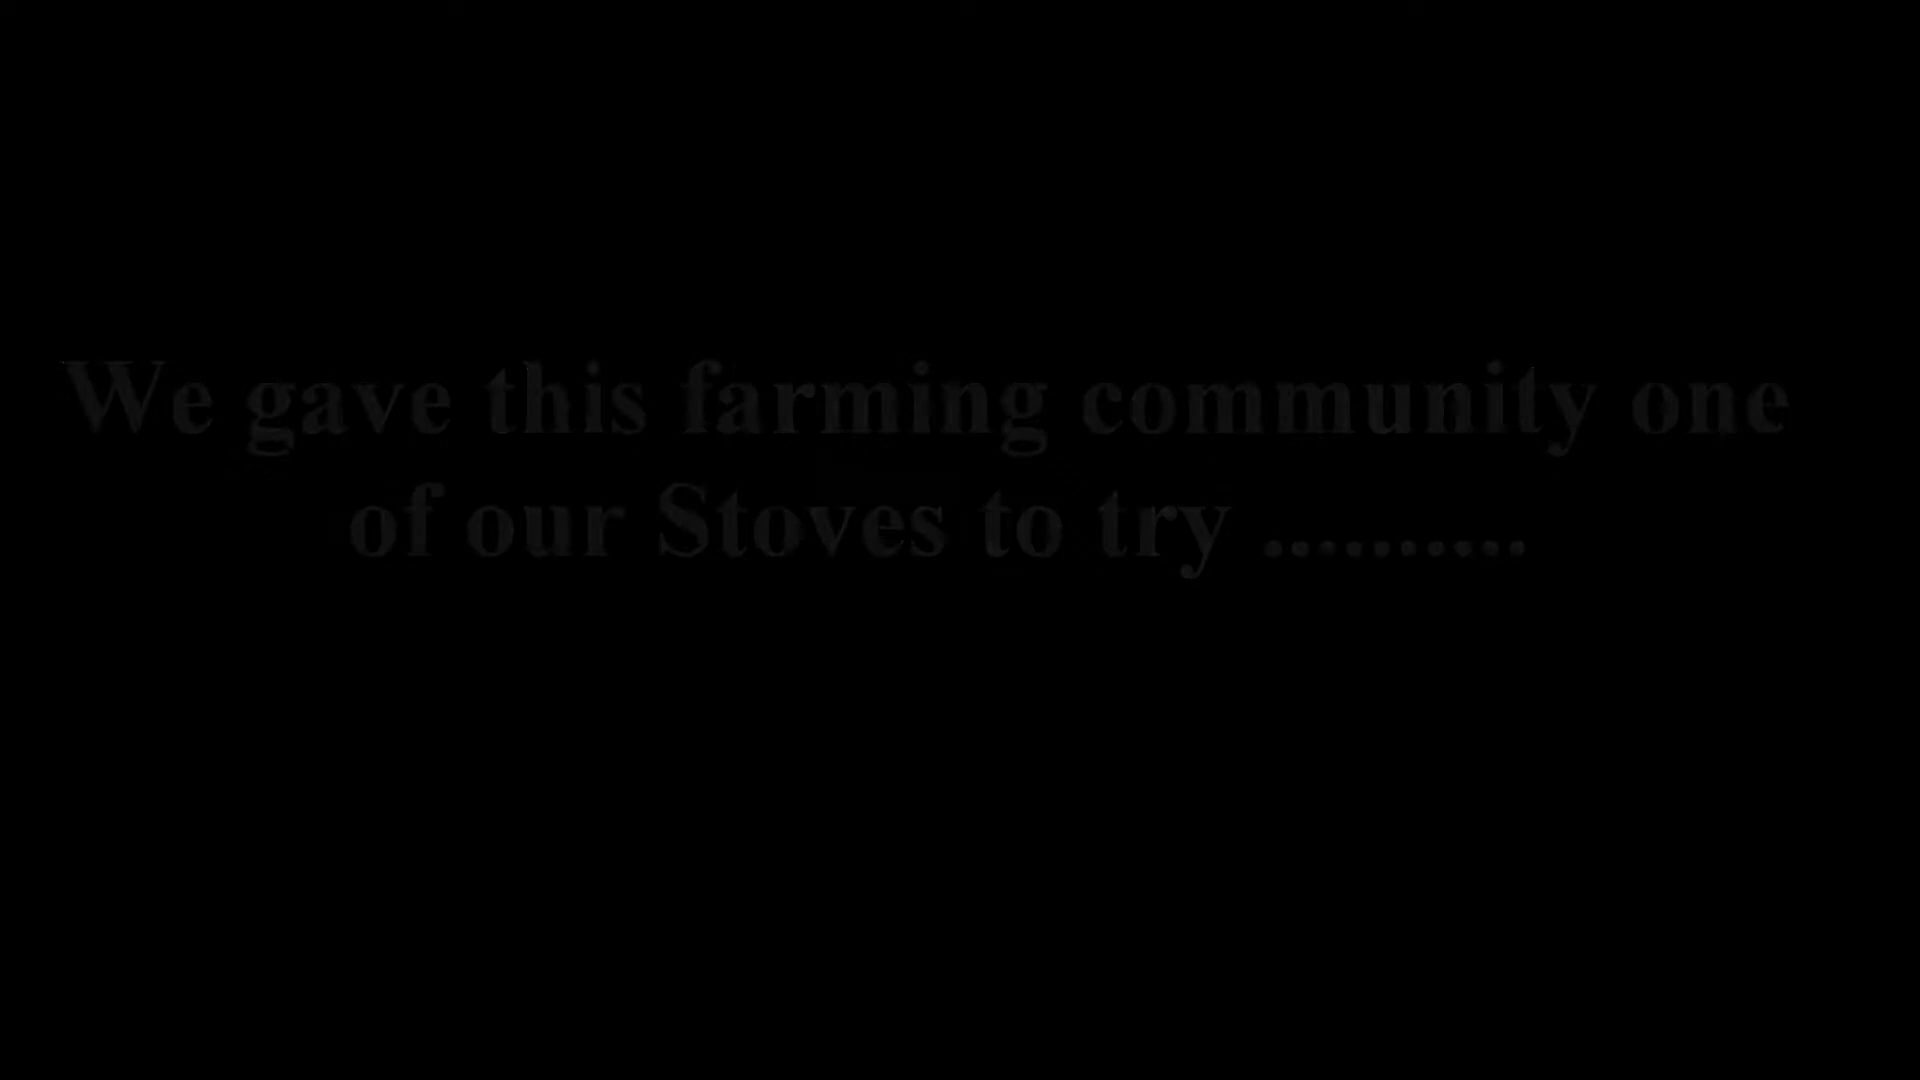 We gave this farming community one
of our Stoves to try ..........